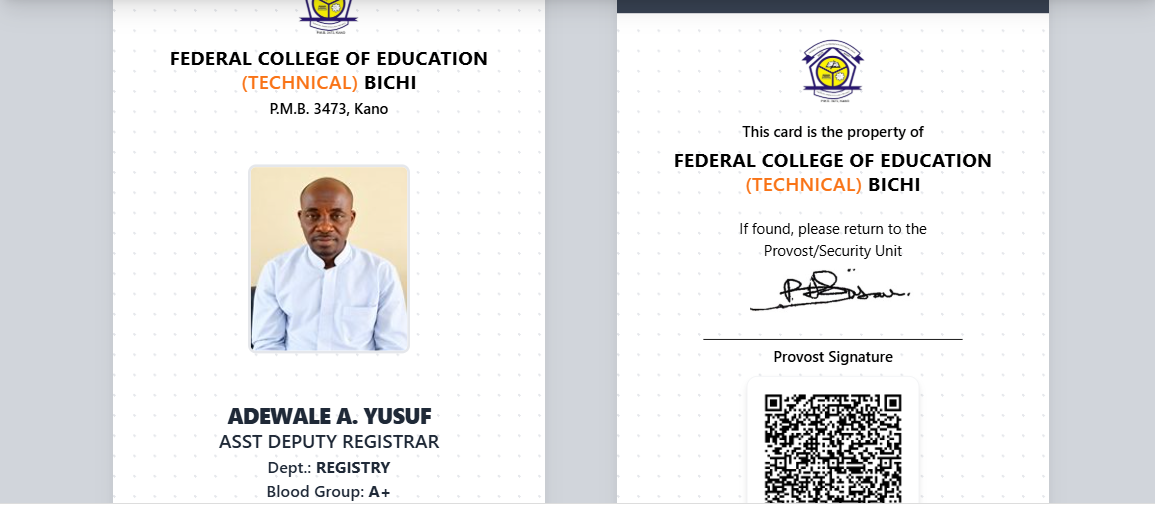 FEDERAL COLLEGE OF EDUCATION
(TECHNICAL) BICHI
P.M.B. 3473, Kano
ADEWALE A. YUSUF
ASST DEPUTY REGISTRAR
Dept.: REGISTRY
Blood Group: A+
This card is the property of
FEDERAL COLLEGE OF EDUCATION
(TECHNICAL) BICHI
If found, please return to the
Provost/Security Unit
Provost Signature